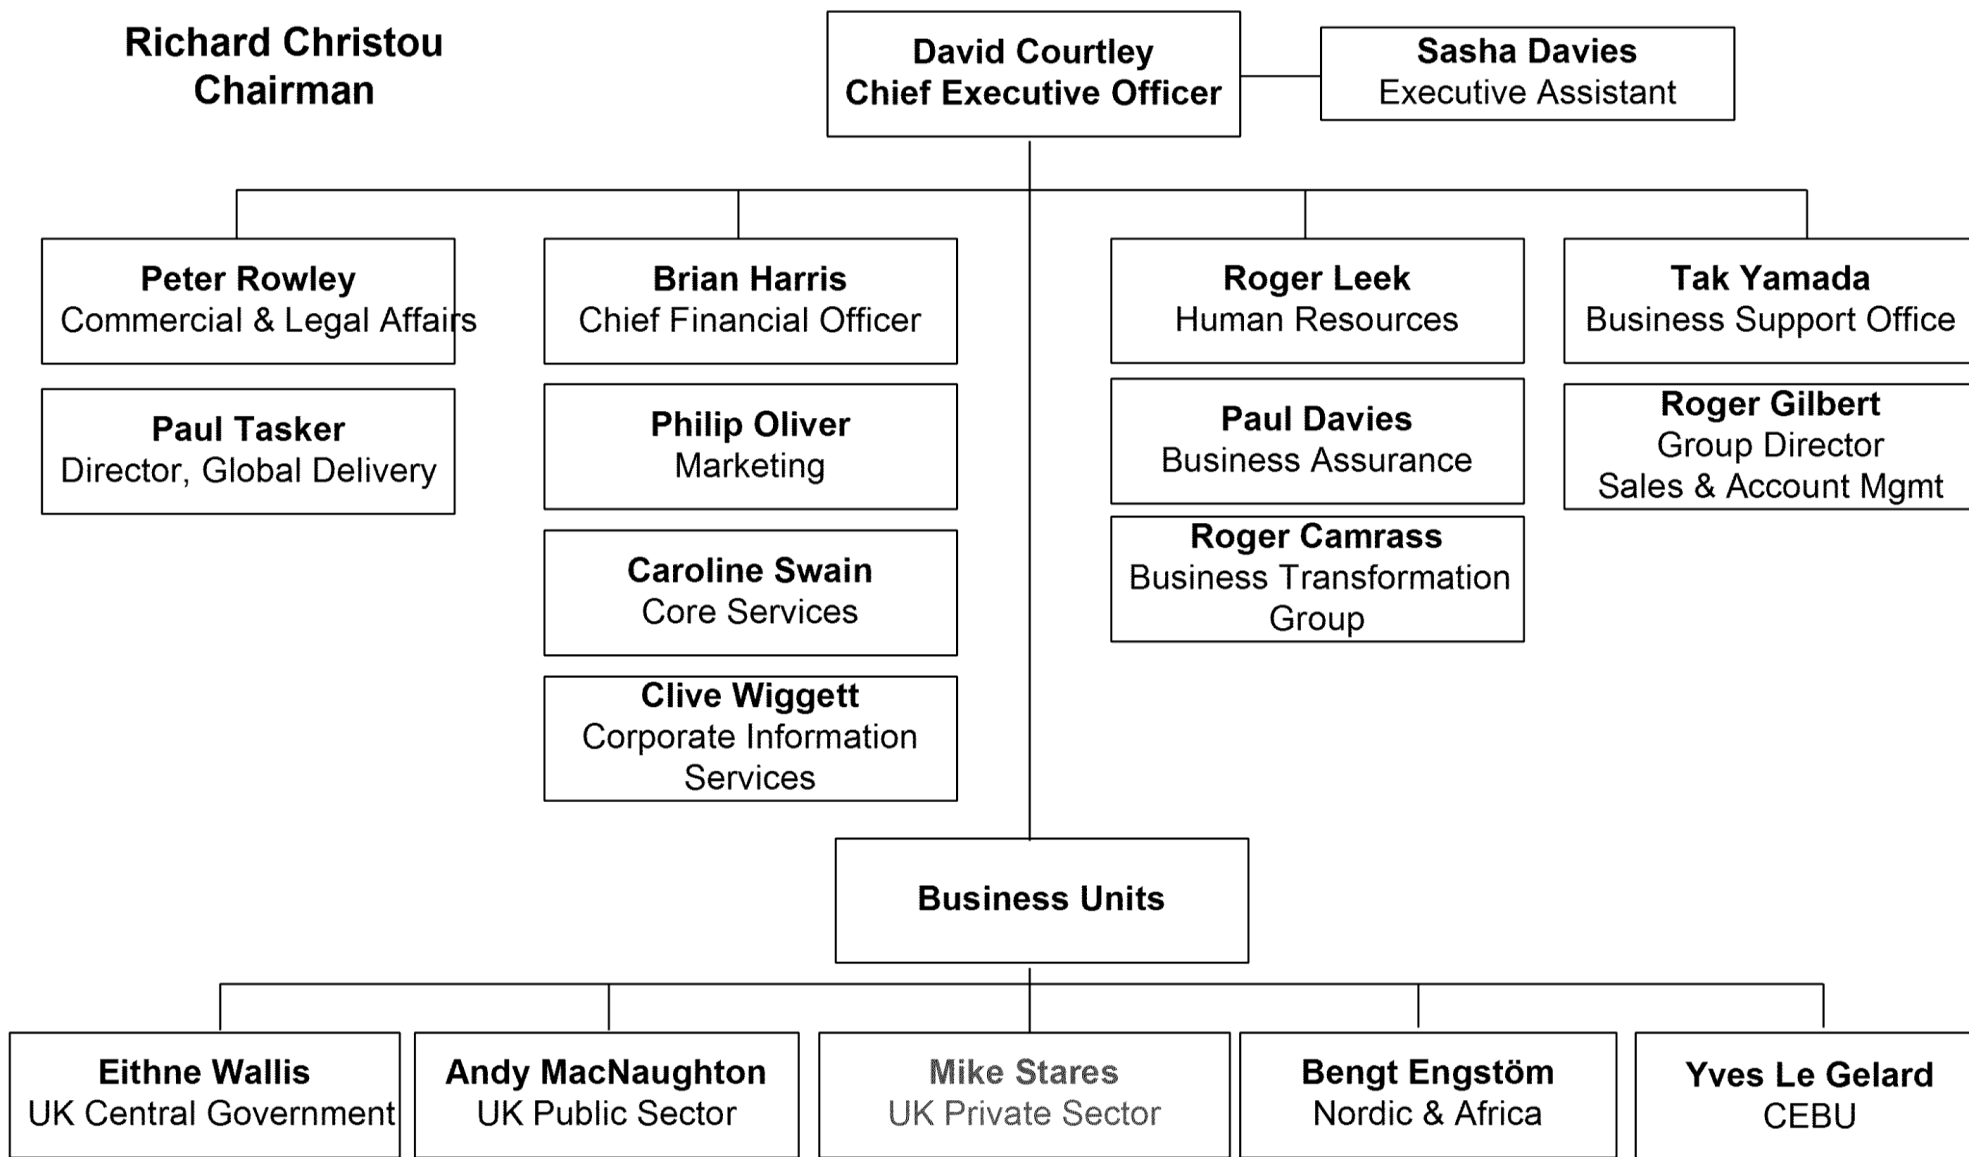 Richard Christou
Chairman
David Courtley
Chief Executive Officer
Sasha Davies
Executive Assistant
Peter Rowley
Commercial & Legal Affairs
Brian Harris
Chief Financial Officer
Roger Leek
Human Resources
Tak Yamada
Business Support Office
Paul Tasker
Director, Global Delivery
Philip Oliver
Marketing
Paul Davies
Business Assurance
Roger Gilbert
Group Director
Sales & Account Mgmt
Caroline Swain
Core Services
Roger Camrass
Business Transformation
Group
Clive Wiggett
Corporate Information
Services
Business Units
Eithne Wallis
UK Central Government
Andy MacNaughton
UK Public Sector
Mike Stares
UK Private Sector
Bengt Engstöm
Nordic & Africa
Yves Le Gelard
CEBU